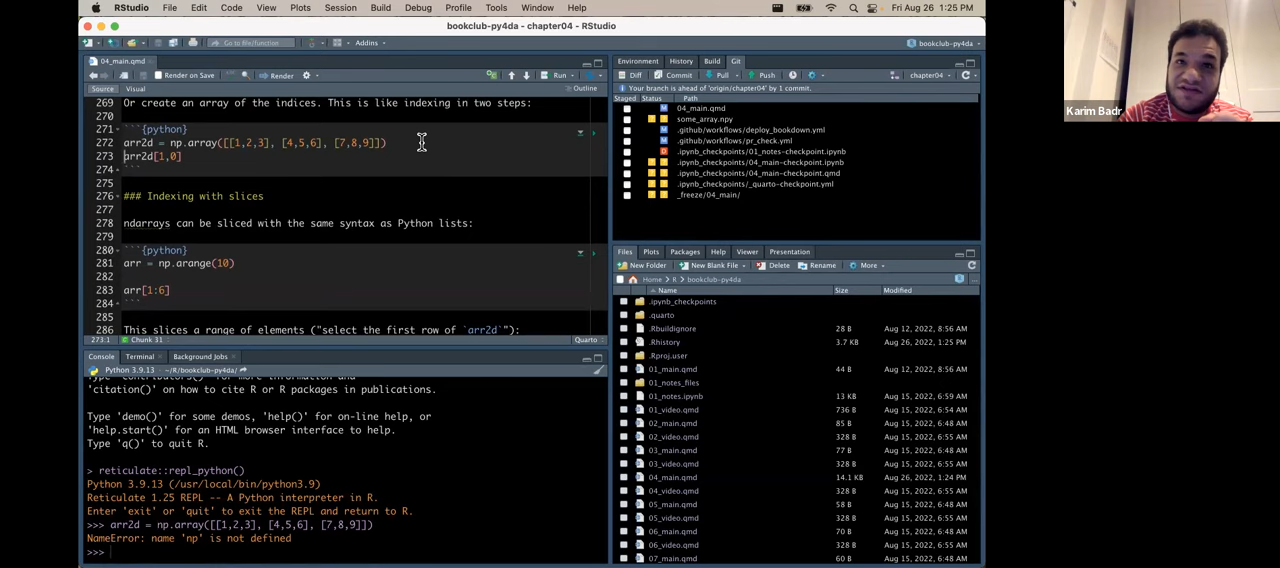 RStudio File Edit Code View Plots Session Build Debug Profile Tools Window Help Fri Aug 26 1:25 PM
bookclub-py4da - chapter04 - RStudio
Go to file/function Addins bookclub-py4da
04_main.qmd
Render on Save Render Run
Source Visual Outline
269 Or create an array of the indices. This is like indexing in two steps:
270
271 ```{python}
272 arr2d = np.array([[1,2,3], [4,5,6], [7,8,9]])
273 arr2d[1,0]
274 ```
275
276 ### Indexing with slices
277
278 ndarrays can be sliced with the same syntax as Python lists:
279
280 ```{python}
281 arr = np.arange(10)
282
283 arr[1:6]
284 ```
285
286 This slices a range of elements ("select the first row of `arr2d`"):
273:1 Chunk 31 Quarto
Console Terminal Background Jobs
Python 3.9.13 · ~/R/bookclub-py4da/
'citation()' on how to cite R or R packages in publications.
Type 'demo()' for some demos, 'help()' for on-line help, or
'help.start()' for an HTML browser interface to help.
Type 'q()' to quit R.
> reticulate::repl_python()
Python 3.9.13 (/usr/local/bin/python3.9)
Reticulate 1.25 REPL -- A Python interpreter in R.
Enter 'exit' or 'quit' to exit the REPL and return to R.
>>> arr2d = np.array([[1,2,3], [4,5,6], [7,8,9]])
NameError: name 'np' is not defined
>>>
Environment History Build Git
Diff Commit Pull Push chapter04
Your branch is ahead of 'origin/chapter04' by 1 commit.
Staged Status Path
M 04_main.qmd
? ? some_array.npy
M .github/workflows/deploy_bookdown.yml
M .github/workflows/pr_check.yml
D .ipynb_checkpoints/01_notes-checkpoint.ipynb
? ? .ipynb_checkpoints/04_main-checkpoint.ipynb
? ? .ipynb_checkpoints/04_main-checkpoint.qmd
? ? .ipynb_checkpoints/_quarto-checkpoint.yml
? ? _freeze/04_main/
Files Plots Packages Help Viewer Presentation
New Folder New Blank File Delete Rename More
Home R bookclub-py4da
Name Size Modified
.ipynb_checkpoints
.quarto
.Rbuildignore 28 B Aug 12, 2022, 8:56 AM
.Rhistory 3.7 KB Aug 26, 2022, 1:25 PM
.Rproj.user
01_main.qmd 44 B Aug 12, 2022, 8:56 AM
01_notes_files
01_notes.ipynb 13 KB Aug 15, 2022, 6:59 AM
01_video.qmd 736 B Aug 15, 2022, 6:54 AM
02_main.qmd 85 B Aug 15, 2022, 6:48 AM
02_video.qmd 328 B Aug 15, 2022, 6:54 AM
03_main.qmd 77 B Aug 15, 2022, 6:48 AM
03_video.qmd 328 B Aug 15, 2022, 6:54 AM
04_main.qmd 14.1 KB Aug 26, 2022, 1:24 PM
04_video.qmd 328 B Aug 15, 2022, 6:54 AM
05_main.qmd 58 B Aug 15, 2022, 6:48 AM
05_video.qmd 328 B Aug 15, 2022, 6:54 AM
06_main.qmd 70 B Aug 15, 2022, 6:48 AM
06_video.qmd 328 B Aug 15, 2022, 6:54 AM
07_main.qmd 60 B Aug 15, 2022, 6:48 AM
Karim Badr